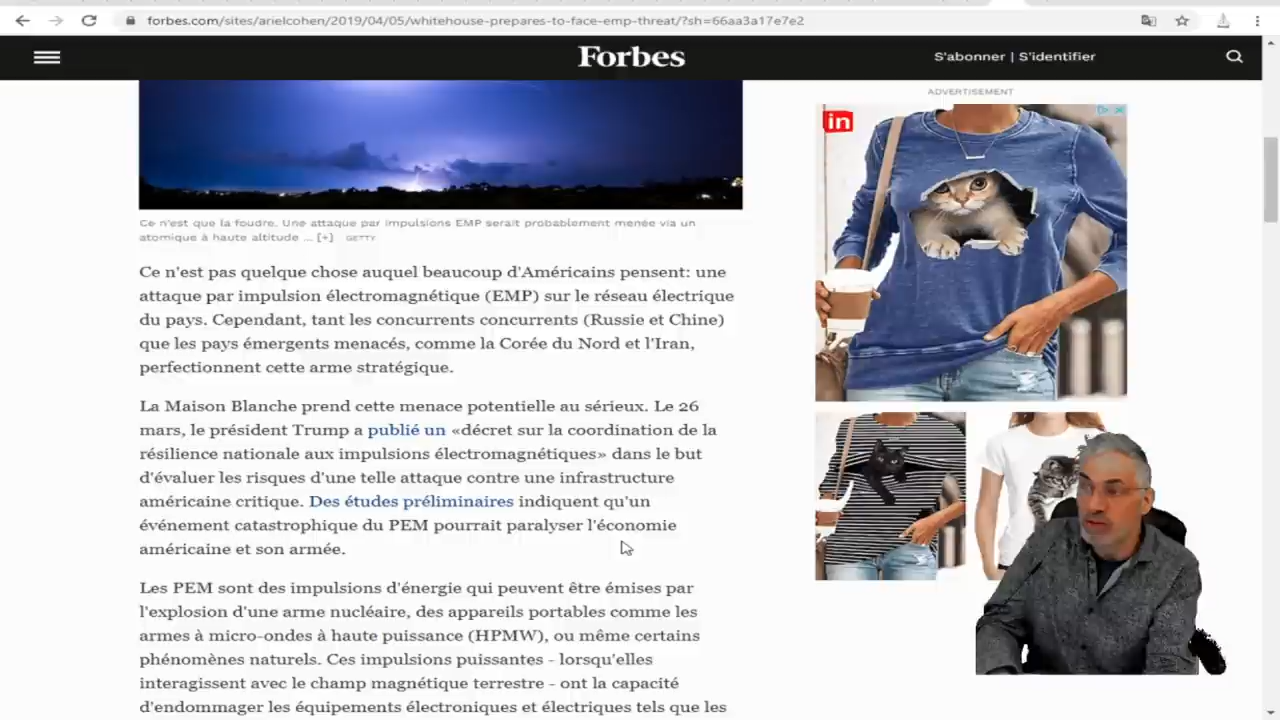 forbes.com/sites/arielcohen/2019/04/05/whitehouse-prepares-to-face-emp-threat/?sh=66aa3a17e7e2
Forbes
S'abonner | S'identifier
ADVERTISEMENT
in
Ce n'est que la foudre. Une attaque par impulsions EMP serait probablement menée via un
atomique à haute altitude ... [+] GETTY
Ce n'est pas quelque chose auquel beaucoup d'Américains pensent: une
attaque par impulsion électromagnétique (EMP) sur le réseau électrique
du pays. Cependant, tant les concurrents concurrents (Russie et Chine)
que les pays émergents menacés, comme la Corée du Nord et l'Iran,
perfectionnent cette arme stratégique.
La Maison Blanche prend cette menace potentielle au sérieux. Le 26
mars, le président Trump a publié un «décret sur la coordination de la
résilience nationale aux impulsions électromagnétiques» dans le but
d'évaluer les risques d'une telle attaque contre une infrastructure
américaine critique. Des études préliminaires indiquent qu'un
événement catastrophique du PEM pourrait paralyser l'économie
américaine et son armée.
Les PEM sont des impulsions d'énergie qui peuvent être émises par
l'explosion d'une arme nucléaire, des appareils portables comme les
armes à micro-ondes à haute puissance (HPMW), ou même certains
phénomènes naturels. Ces impulsions puissantes - lorsqu'elles
interagissent avec le champ magnétique terrestre - ont la capacité
d'endommager les équipements électroniques et électriques tels que les